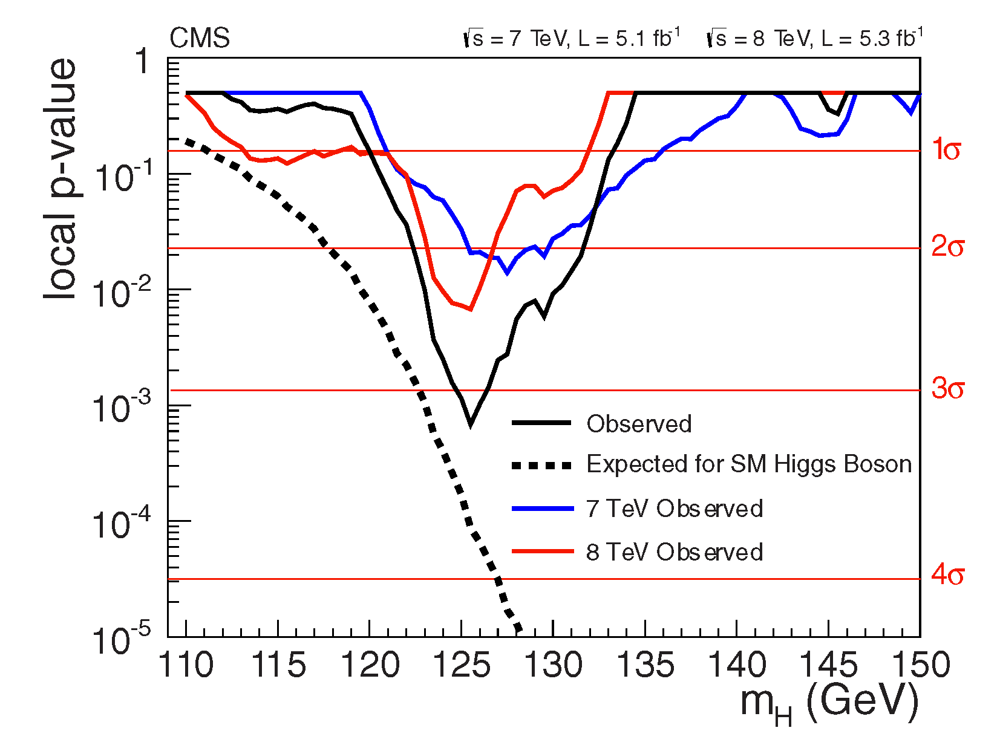 CMS √s = 7 TeV, L = 5.1 fb⁻¹ √s = 8 TeV, L = 5.3 fb⁻¹
local p-value
1
10⁻¹
10⁻²
10⁻³
10⁻⁴
10⁻⁵
1σ
2σ
3σ
4σ
Observed
Expected for SM Higgs Boson
7 TeV Observed
8 TeV Observed
110 115 120 125 130 135 140 145 150
m_H (GeV)